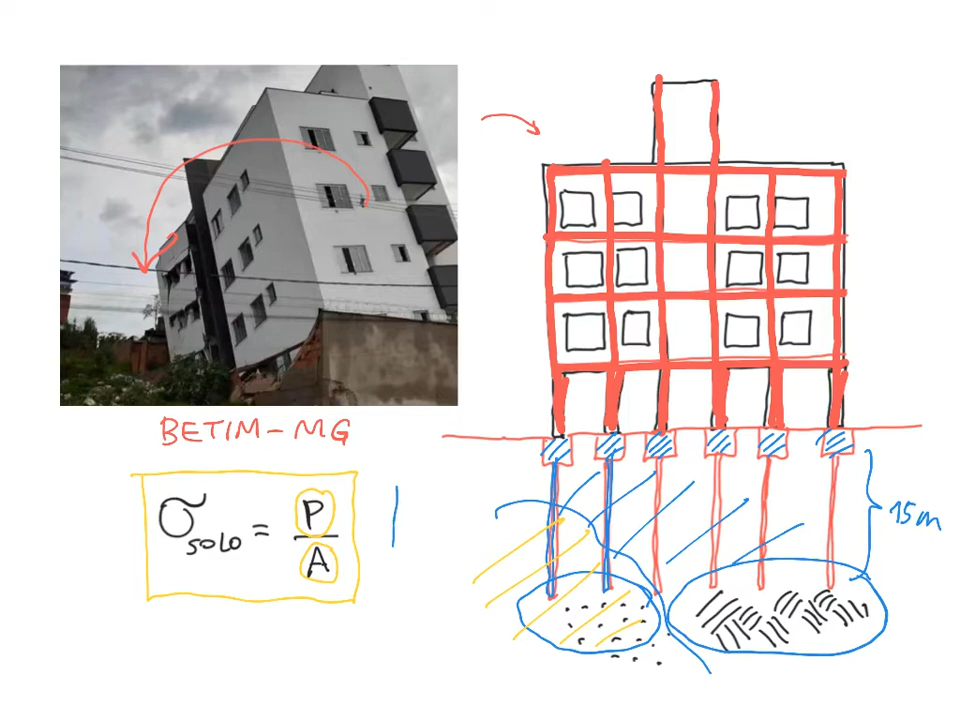 BETIM-MG
σsolo = P/A
15m